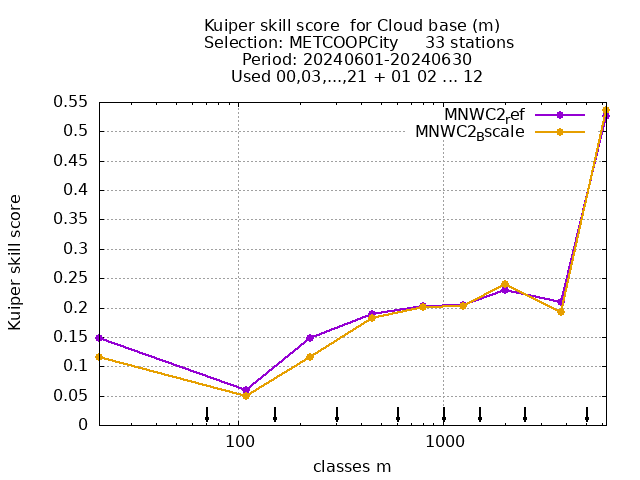 Kuiper skill score  for Cloud base (m)
Selection: METCOOPCity     33 stations
Period: 20240601-20240630
Used 00,03,...,21 + 01 02 ... 12
MNWC2ref
MNWC2Bscale
0.55
0.5
0.45
0.4
0.35
0.3
0.25
0.2
0.15
0.1
0.05
0
Kuiper skill score
100
1000
classes m